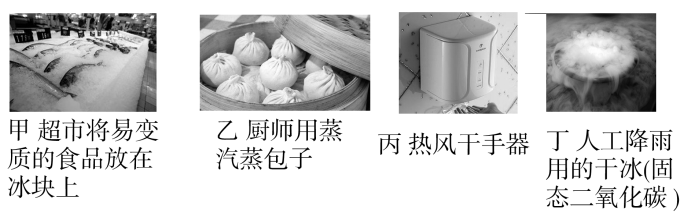 甲 超市将易变
质的食品放在
冰块上
乙 厨师用蒸
汽蒸包子
丙 热风干手器
丁 人工降雨
用的干冰(固
态二氧化碳 )